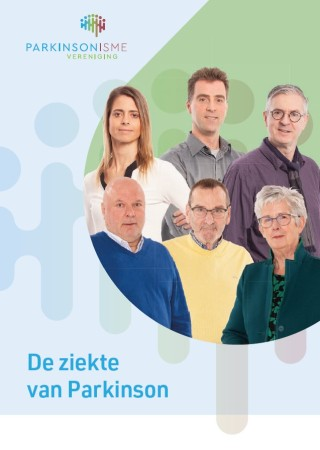 PARKINSONISME
VERENIGING
De ziekte
van Parkinson